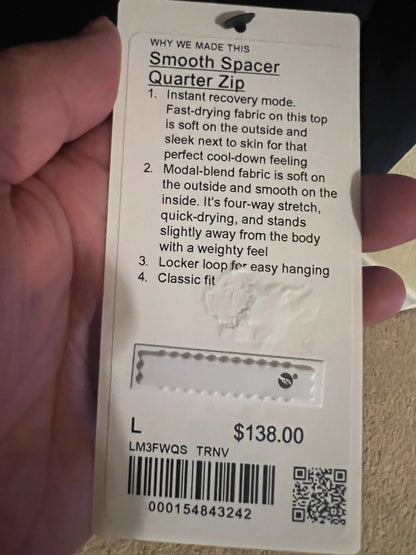 WHY WE MADE THIS
Smooth Spacer
Quarter Zip
1. Instant recovery mode.
Fast-drying fabric on this top
is soft on the outside and
sleek next to skin for that
perfect cool-down feeling
2. Modal-blend fabric is soft on
the outside and smooth on the
inside. It's four-way stretch,
quick-drying, and stands
slightly away from the body
with a weighty feel
3. Locker loop for easy hanging
4. Classic fit
L
$138.00
LM3FWQS TRNV
000154843242